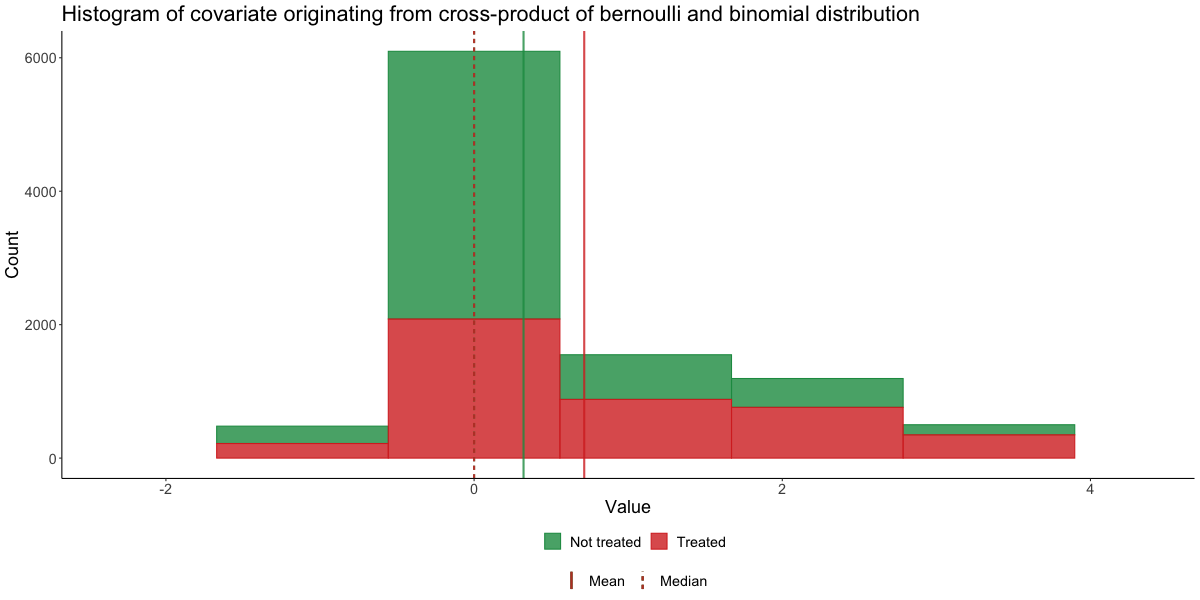 Histogram of covariate originating from cross-product of bernoulli and binomial distribution
Count
6000
4000
2000
0
-2 0 2 4
Value
Not treated Treated
Mean Median